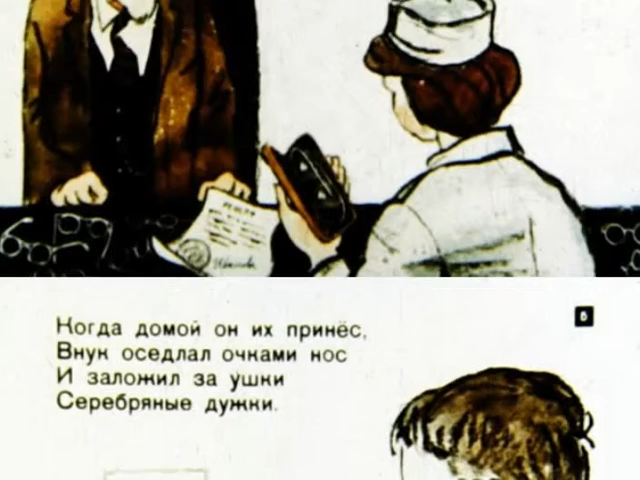 Когда домой он их принёс,
Внук оседлал очками нос
И заложил за ушки
Серебряные дужки.